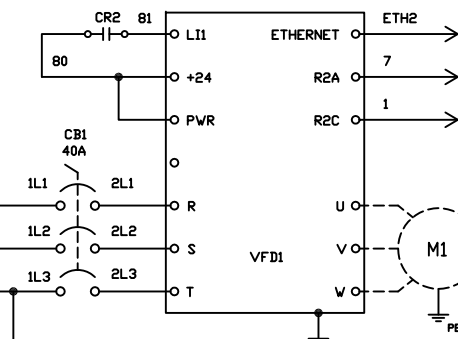 CR2 81 ETH2
LI1 ETHERNET
80 7
+24 R2A
1
PWR R2C
CB1
40A
1L1 2L1
R U
1L2 2L2
S V M1
VFD1
1L3 2L3
T W
PE